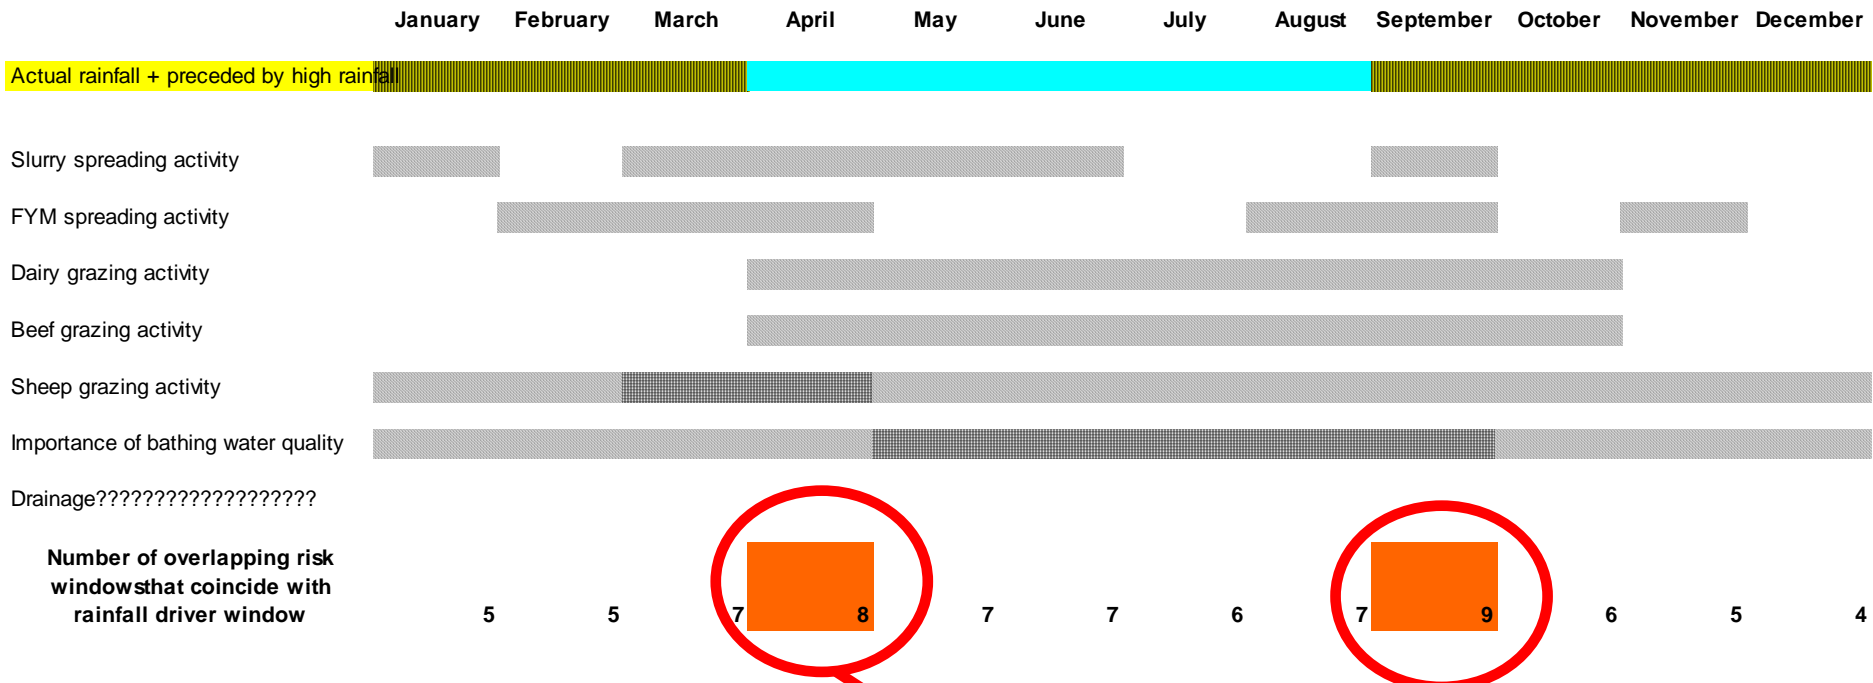 January February March April May June July August September October November December
Actual rainfall + preceded by high rainfall
Slurry spreading activity
FYM spreading activity
Dairy grazing activity
Beef grazing activity
Sheep grazing activity
Importance of bathing water quality
Drainage???????????????????
Number of overlapping risk
windowsthat coincide with
rainfall driver window
5 5 7 8 7 7 6 7 9 6 5 4